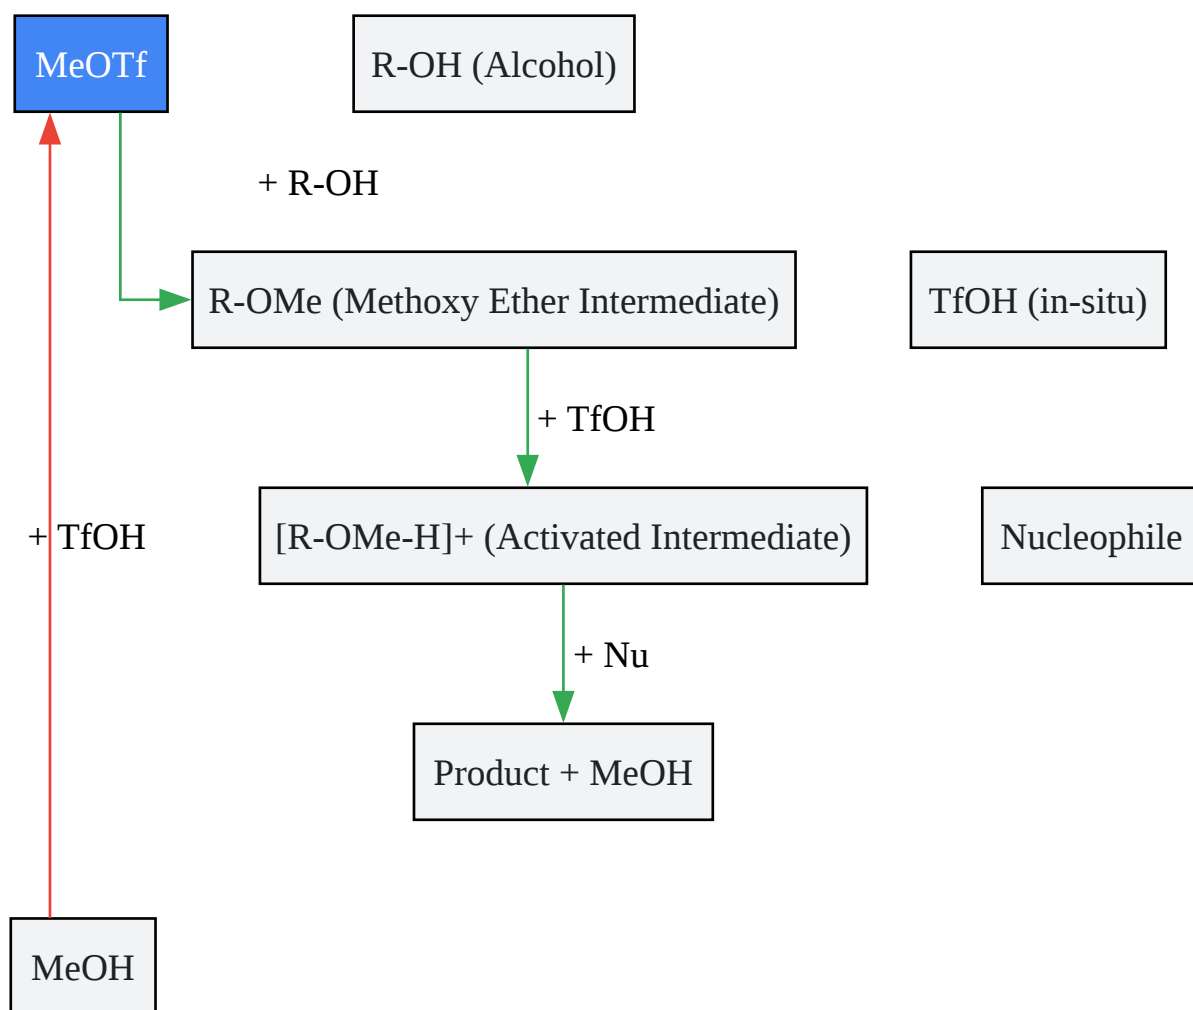 MeOTf
R-OH (Alcohol)
+ R-OH
R-OMe (Methoxy Ether Intermediate)
TfOH (in-situ)
+ TfOH
[R-OMe-H]+ (Activated Intermediate)
Nucleophile
+ TfOH
+ Nu
Product + MeOH
MeOH